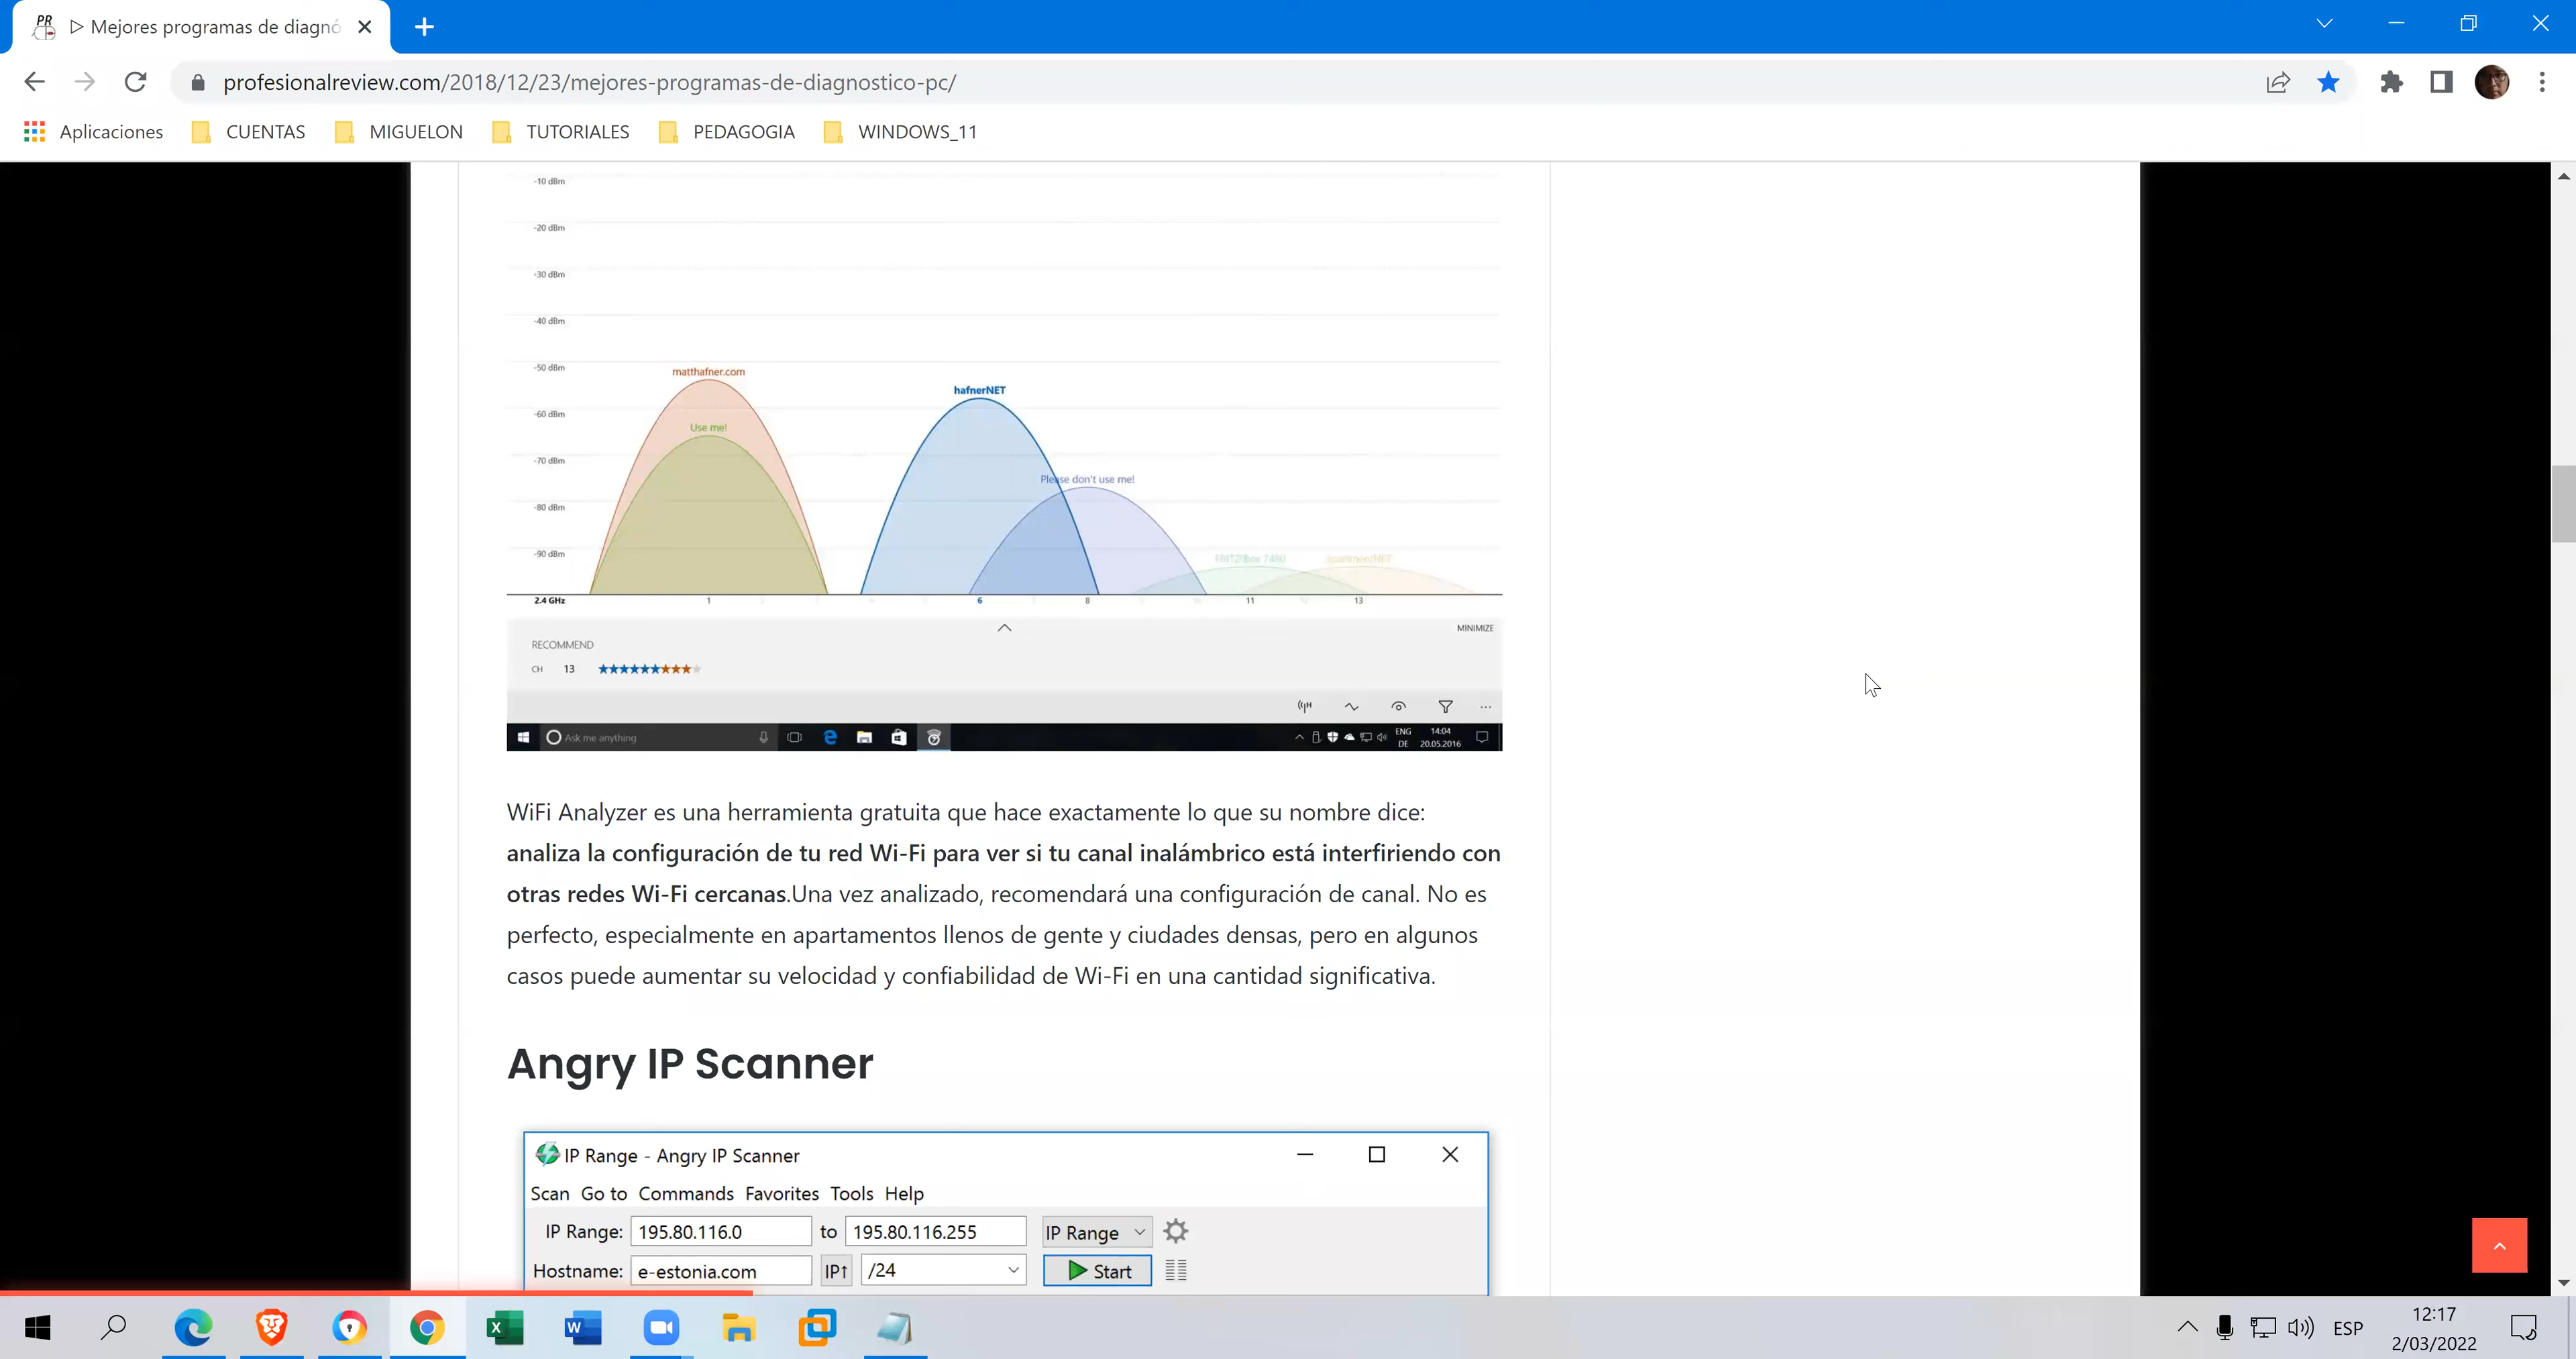 ▷ Mejores programas de diagnó
profesionalreview.com/2018/12/23/mejores-programas-de-diagnostico-pc/
Aplicaciones CUENTAS MIGUELON TUTORIALES PEDAGOGIA WINDOWS_11
-10 dBm
-20 dBm
-30 dBm
-40 dBm
-50 dBm
matthafner.com
hafnerNET
-60 dBm
Use me!
-70 dBm
Please don't use me!
-80 dBm
-90 dBm
FRITZ!Box 7490 apartmentNET
2.4 GHz 1 6 8 11 13
MINIMIZE
RECOMMEND
CH 13
Ask me anything
ENG 14:04
DE 20.05.2016
WiFi Analyzer es una herramienta gratuita que hace exactamente lo que su nombre dice:
analiza la configuración de tu red Wi-Fi para ver si tu canal inalámbrico está interfiriendo con
otras redes Wi-Fi cercanas.Una vez analizado, recomendará una configuración de canal. No es
perfecto, especialmente en apartamentos llenos de gente y ciudades densas, pero en algunos
casos puede aumentar su velocidad y confiabilidad de Wi-Fi en una cantidad significativa.
Angry IP Scanner
IP Range - Angry IP Scanner
Scan Go to Commands Favorites Tools Help
IP Range: 195.80.116.0 to 195.80.116.255 IP Range
Hostname: e-estonia.com IP↑ /24 Start
ESP 12:17
2/03/2022